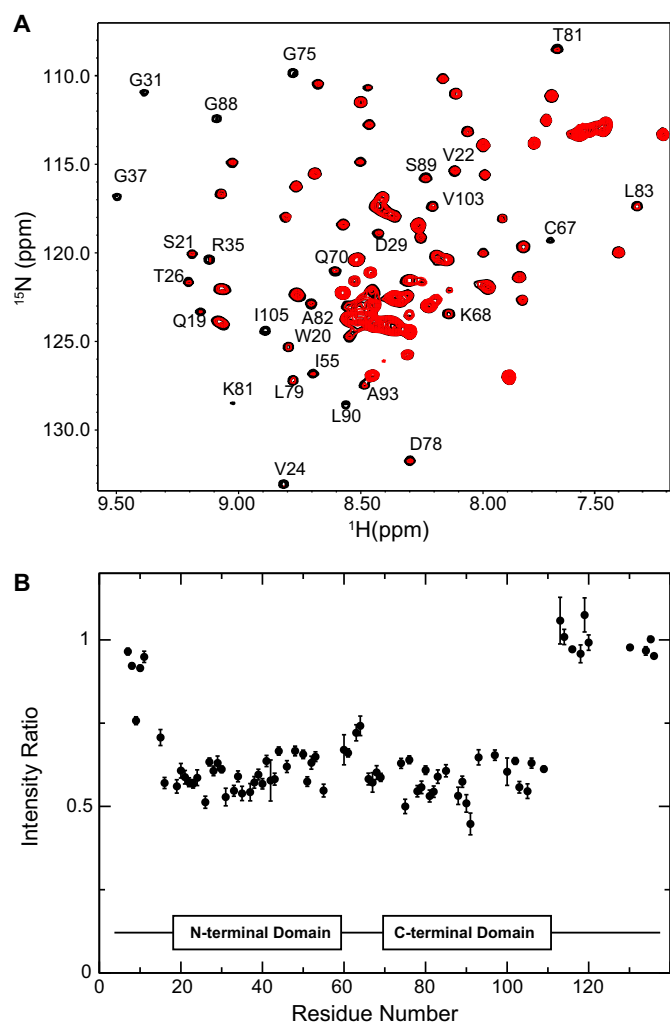 A
T81
G75
G31
110.0
G88
V22
S89
115.0
L83
G37
V103
C67
D29
S21
R35
Q70
120.0
¹⁵N (ppm)
T26
A82
K68
I105
Q19
W20
125.0
I55
K81
L79
A93
L90
130.0
D78
V24
9.50
9.00
8.50
8.00
7.50
¹H(ppm)
B
1
0.5
0
Intensity Ratio
N-terminal Domain
C-terminal Domain
0
20
40
60
80
100
120
Residue Number